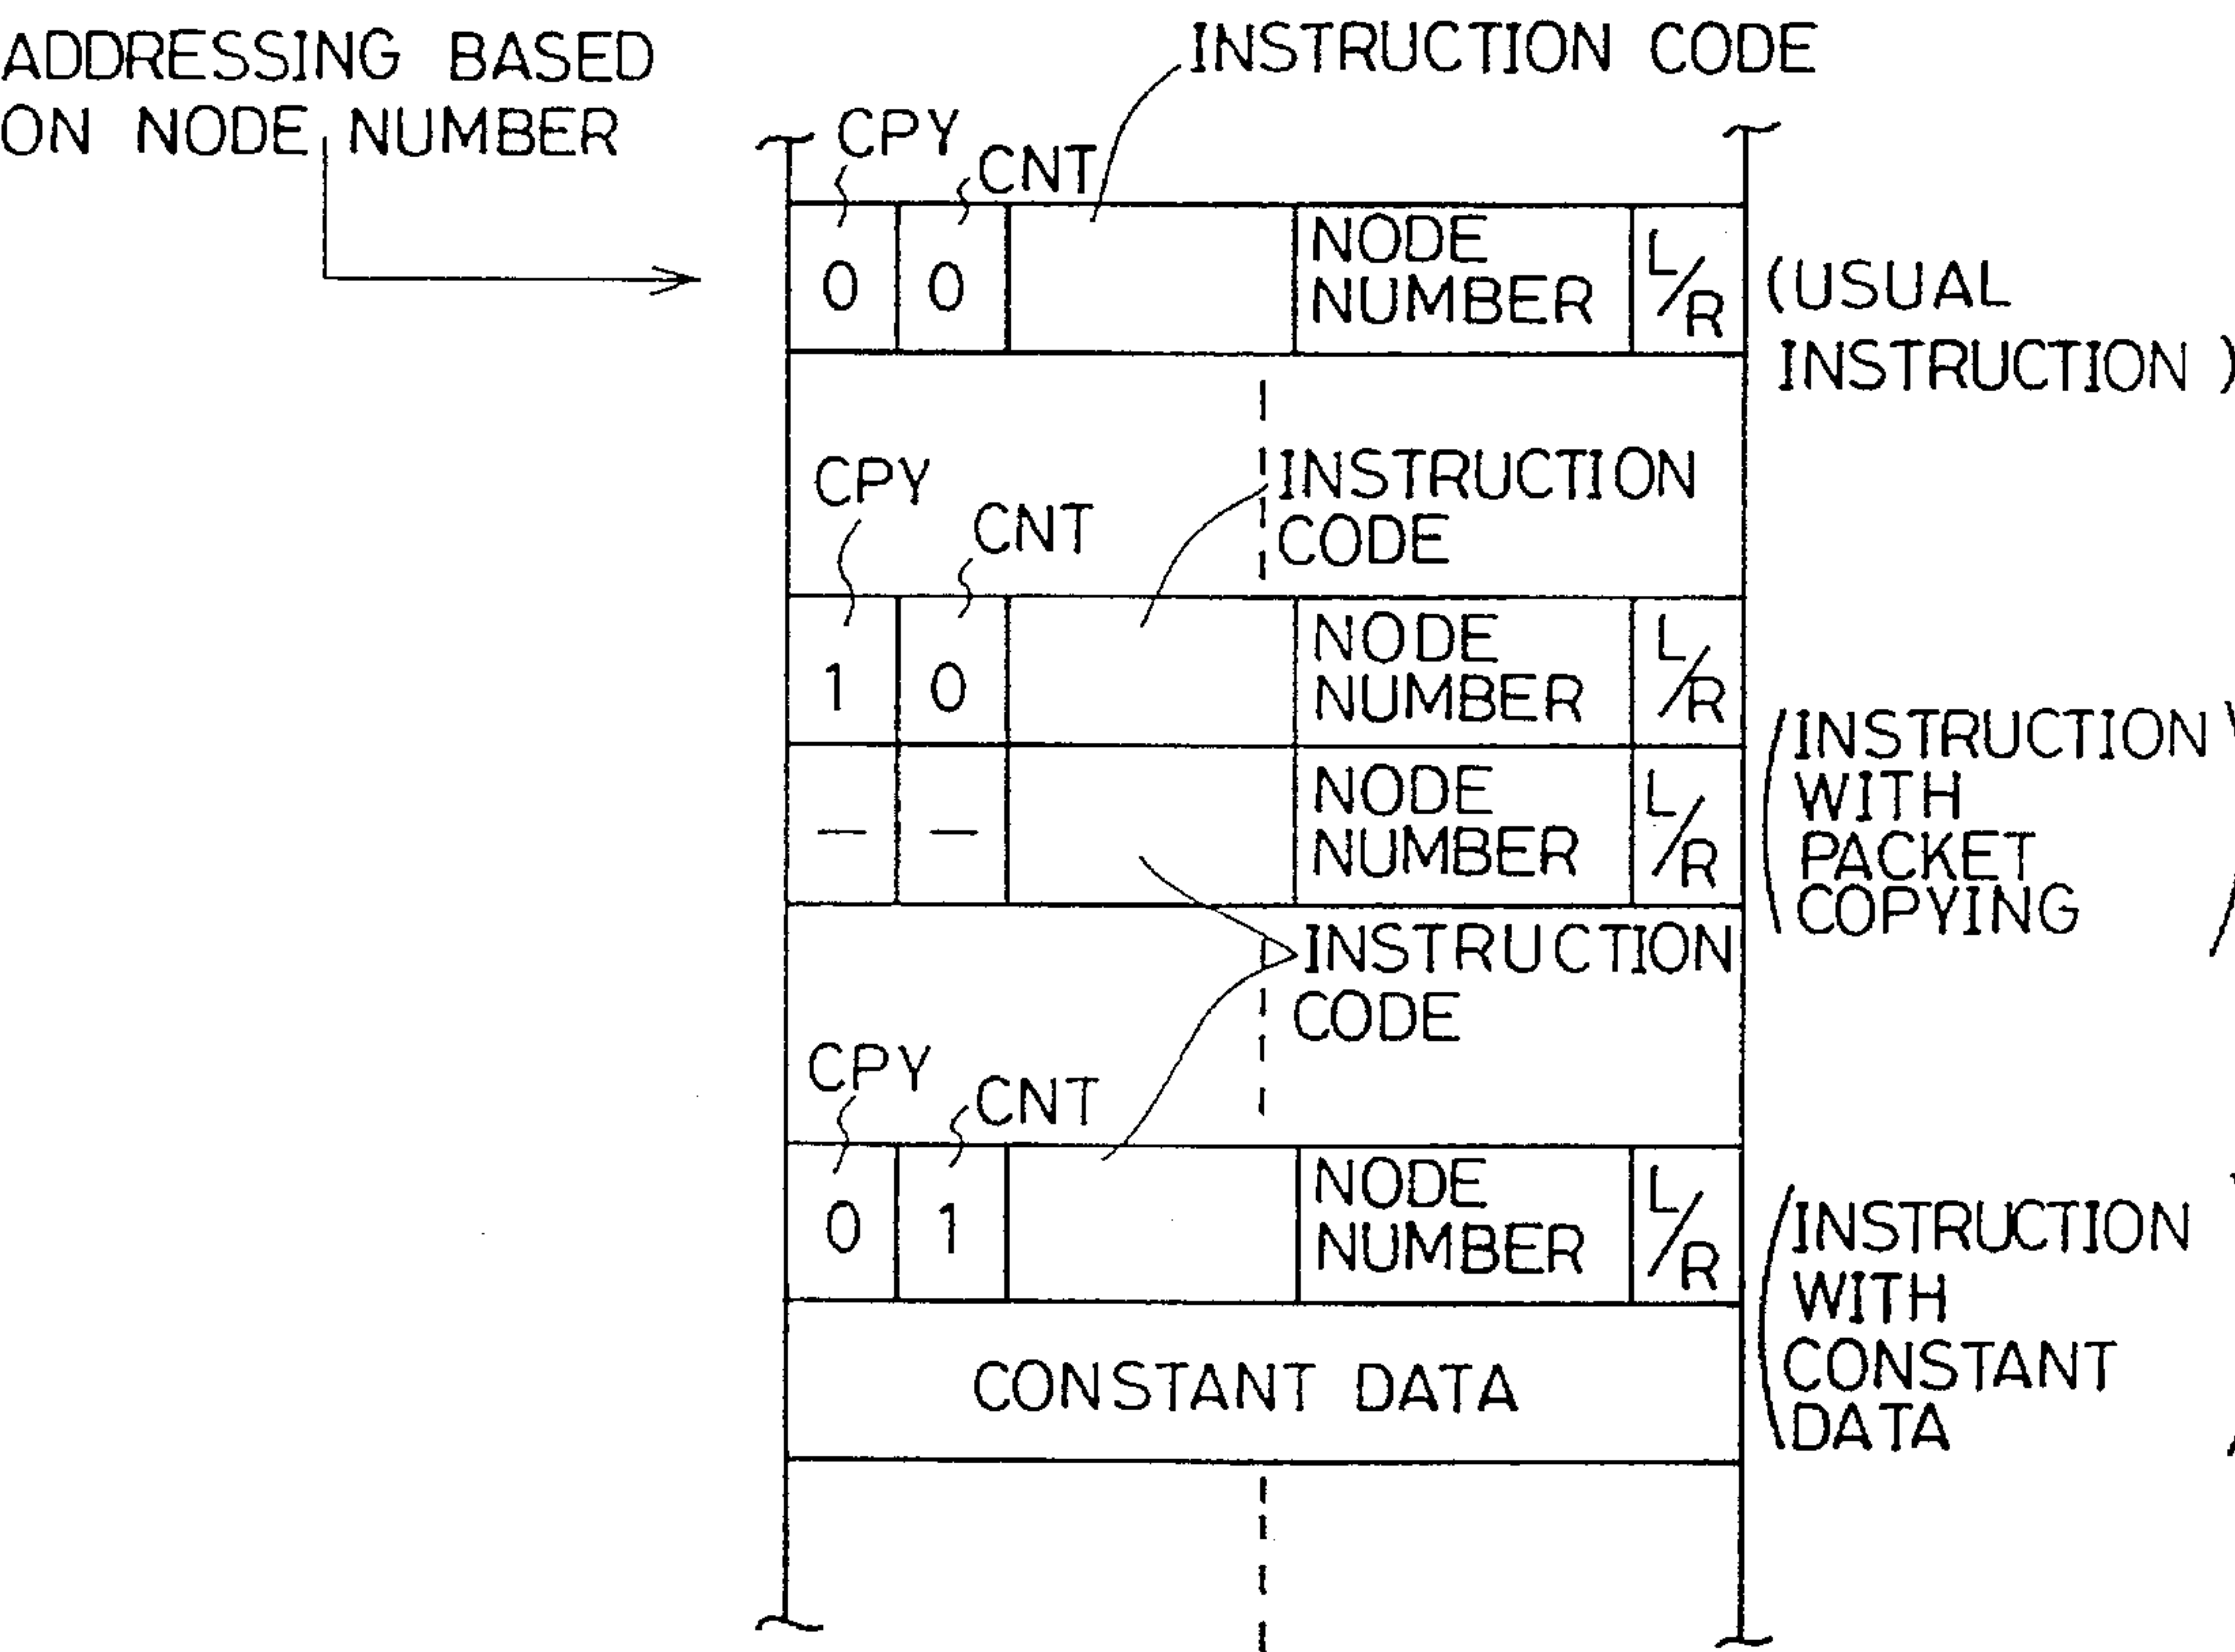 ADDRESSING BASED
ON NODE NUMBER
INSTRUCTION CODE
CPY
CNT
0 0 NODE NUMBER L/R
(USUAL
INSTRUCTION)
CPY
CNT
INSTRUCTION
CODE
1 0 NODE NUMBER L/R
– – NODE NUMBER L/R
(INSTRUCTION
WITH
PACKET
COPYING)
INSTRUCTION
CODE
CPY
CNT
0 1 NODE NUMBER L/R
CONSTANT DATA
(INSTRUCTION
WITH
CONSTANT
DATA)